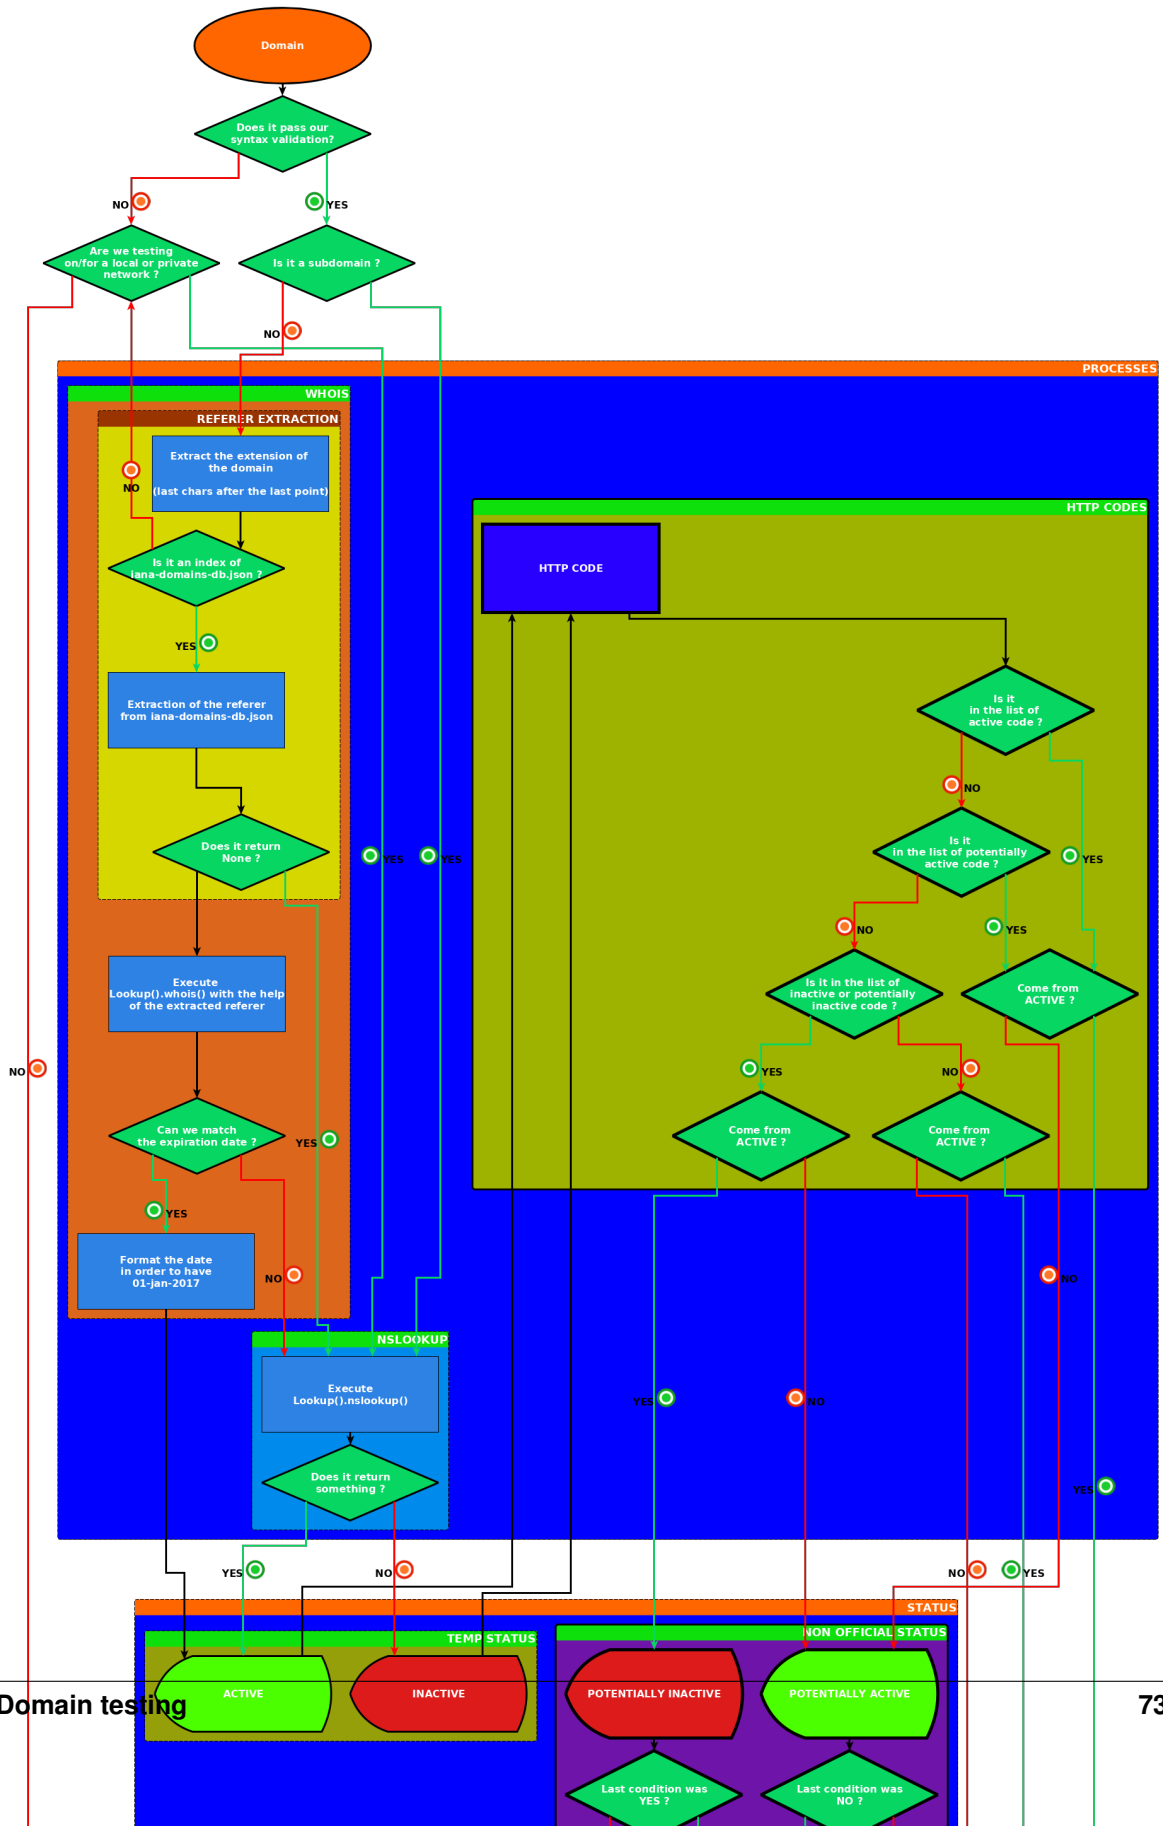 Domain
Does it pass our
syntax validation?
NO
YES
Are we testing
on/for a local or private
network ?
Is it a subdomain ?
NO
PROCESSES
WHOIS
REFERER EXTRACTION
Extract the extension of
the domain
(last chars after the last point)
NO
HTTP CODES
HTTP CODE
Is it an index of
iana-domains-db.json ?
YES
Extraction of the referer
from iana-domains-db.json
Is it
in the list of
active code ?
NO
Does it return
None ?
YES
YES
Is it
in the list of potentially
active code ?
YES
NO
YES
Execute
Lookup().whois() with the help
of the extracted referer
Is it in the list of
inactive or potentially
inactive code ?
Come from
ACTIVE ?
NO
YES
NO
Can we match
the expiration date ?
YES
Come from
ACTIVE ?
Come from
ACTIVE ?
YES
Format the date
in order to have
01-jan-2017
NO
NO
NSLOOKUP
Execute
Lookup().nslookup()
YES
NO
Does it return
something ?
YES
YES
NO
NO
YES
STATUS
TEMP STATUS
NON OFFICIAL STATUS
ACTIVE
INACTIVE
POTENTIALLY INACTIVE
POTENTIALLY ACTIVE
Domain testing
73
Last condition was
YES ?
Last condition was
NO ?